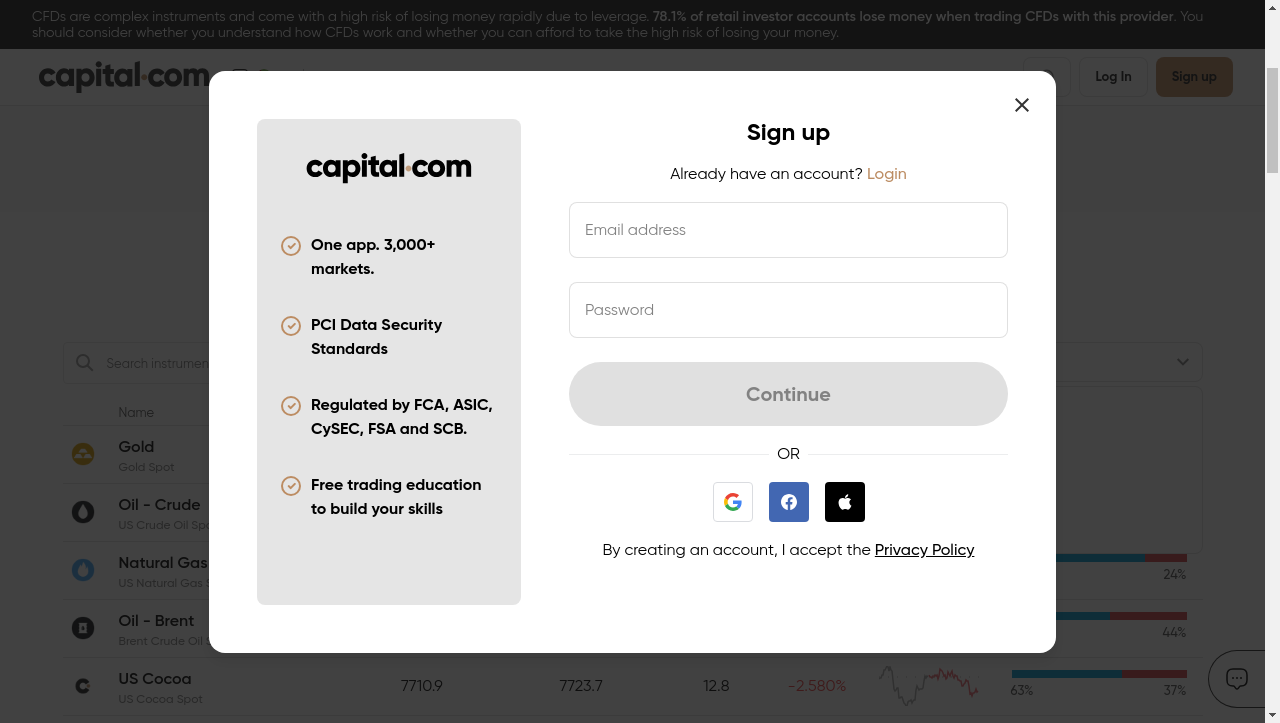 CFDs are complex instruments and come with a high risk of losing money rapidly due to leverage. 78.1% of retail investor accounts lose money when trading CFDs with this provider. You
should consider whether you understand how CFDs work and whether you can afford to take the high risk of losing your money.
capital.com
Log In
Sign up
capital.com
One app. 3,000+
markets.
PCI Data Security
Standards
Regulated by FCA, ASIC,
CySEC, FSA and SCB.
Free trading education
to build your skills
Sign up
Already have an account? Login
Email address
Password
Continue
OR
By creating an account, I accept the Privacy Policy
Search instrumen
Name
Gold
Gold Spot
Oil - Crude
US Crude Oil Spo
Natural Gas
US Natural Gas
24%
Oil - Brent
Brent Crude Oil
44%
US Cocoa
US Cocoa Spot
7710.9
7723.7
12.8
-2.580%
63%
37%